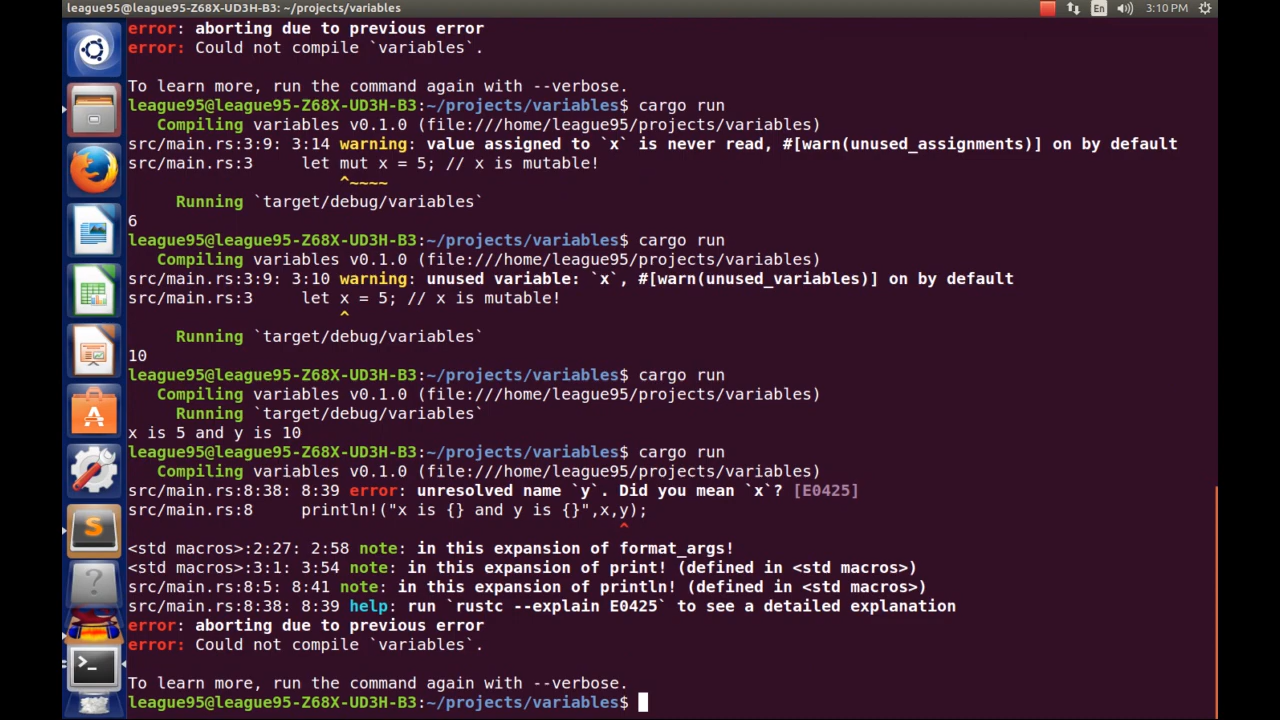 league95@league95-Z68X-UD3H-B3: ~/projects/variables
En
3:10 PM
error: aborting due to previous error
error: Could not compile `variables`.
To learn more, run the command again with --verbose.
league95@league95-Z68X-UD3H-B3:~/projects/variables$ cargo run
Compiling variables v0.1.0 (file:///home/league95/projects/variables)
src/main.rs:3:9: 3:14 warning: value assigned to `x` is never read, #[warn(unused_assignments)] on by default
src/main.rs:3     let mut x = 5; // x is mutable!
^~~~~
Running `target/debug/variables`
6
league95@league95-Z68X-UD3H-B3:~/projects/variables$ cargo run
Compiling variables v0.1.0 (file:///home/league95/projects/variables)
src/main.rs:3:9: 3:10 warning: unused variable: `x`, #[warn(unused_variables)] on by default
src/main.rs:3     let x = 5; // x is mutable!
^
Running `target/debug/variables`
10
league95@league95-Z68X-UD3H-B3:~/projects/variables$ cargo run
Compiling variables v0.1.0 (file:///home/league95/projects/variables)
Running `target/debug/variables`
x is 5 and y is 10
league95@league95-Z68X-UD3H-B3:~/projects/variables$ cargo run
Compiling variables v0.1.0 (file:///home/league95/projects/variables)
src/main.rs:8:38: 8:39 error: unresolved name `y`. Did you mean `x`? [E0425]
src/main.rs:8     println!("x is {} and y is {}",x,y);
^
<std macros>:2:27: 2:58 note: in this expansion of format_args!
<std macros>:3:1: 3:54 note: in this expansion of print! (defined in <std macros>)
src/main.rs:8:5: 8:41 note: in this expansion of println! (defined in <std macros>)
src/main.rs:8:38: 8:39 help: run `rustc --explain E0425` to see a detailed explanation
error: aborting due to previous error
error: Could not compile `variables`.
To learn more, run the command again with --verbose.
league95@league95-Z68X-UD3H-B3:~/projects/variables$